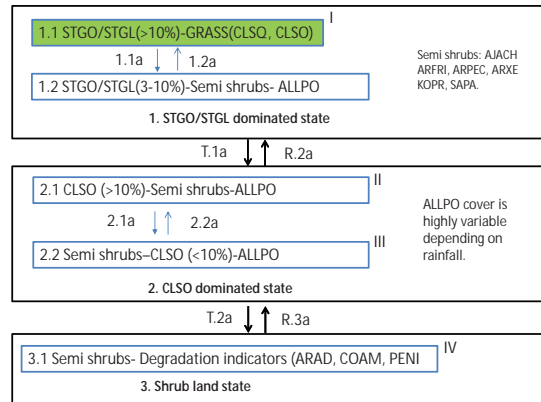 I
1.1 STGO/STGL(>10%)-GRASS(CLSQ, CLSO)
1.1a 1.2a
1.2 STGO/STGL(3-10%)-Semi shrubs- ALLPO
1. STGO/STGL dominated state
Semi shrubs: AJACH
ARFRI, ARPEC, ARXE
KOPR, SAPA.
T.1a R.2a
II
2.1 CLSO (>10%)-Semi shrubs-ALLPO
2.1a 2.2a
III
2.2 Semi shrubs–CLSO (<10%)-ALLPO
2. CLSO dominated state
ALLPO cover is
highly variable
depending on
rainfall.
T.2a R.3a
IV
3.1 Semi shrubs- Degradation indicators (ARAD, COAM, PENI
3. Shrub land state